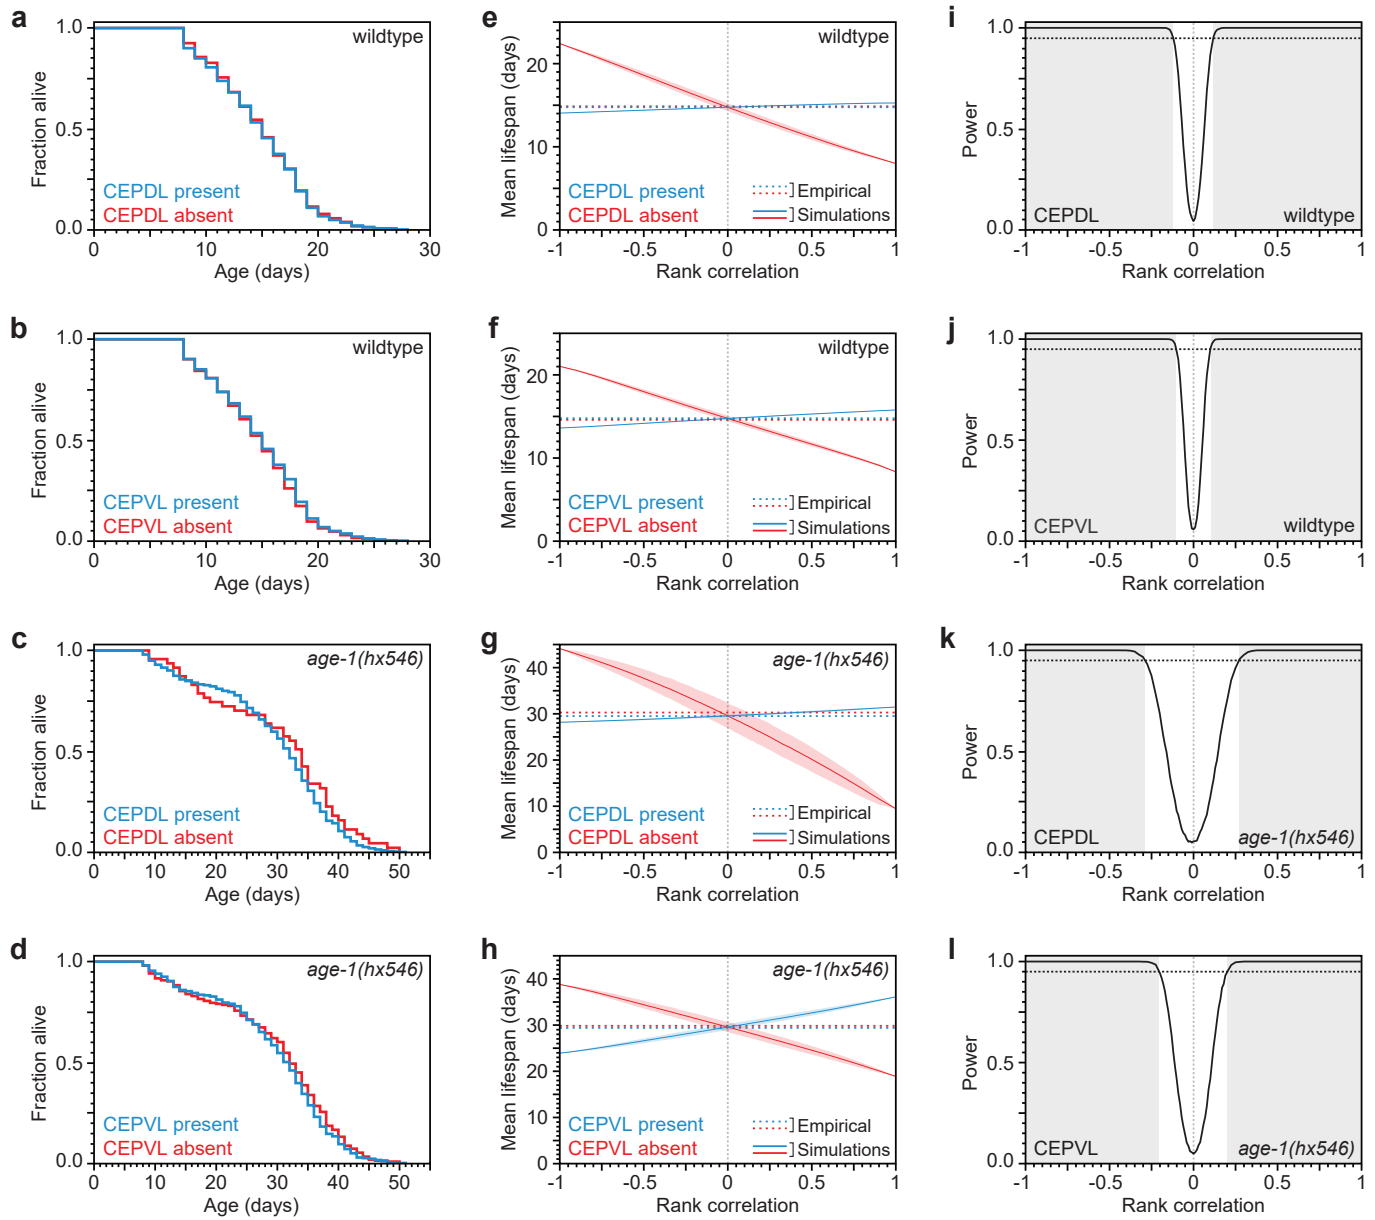 a
1.0
0.5
0.0
Fraction alive
wildtype
CEPDL present
CEPDL absent
0 10 20 30
Age (days)
e
20
10
0
Mean lifespan (days)
wildtype
CEPDL present
CEPDL absent
Empirical
Simulations
-1 -0.5 0 0.5 1
Rank correlation
i
1.0
0.5
0.0
Power
CEPDL
wildtype
-1 -0.5 0 0.5 1
Rank correlation
b
1.0
0.5
0.0
Fraction alive
wildtype
CEPVL present
CEPVL absent
0 10 20 30
Age (days)
f
20
10
0
Mean lifespan (days)
wildtype
CEPVL present
CEPVL absent
Empirical
Simulations
-1 -0.5 0 0.5 1
Rank correlation
j
1.0
0.5
0.0
Power
CEPVL
wildtype
-1 -0.5 0 0.5 1
Rank correlation
c
1.0
0.5
0.0
Fraction alive
age-1(hx546)
CEPDL present
CEPDL absent
0 10 20 30 40 50
Age (days)
g
40
30
20
10
0
Mean lifespan (days)
age-1(hx546)
CEPDL present
CEPDL absent
Empirical
Simulations
-1 -0.5 0 0.5 1
Rank correlation
k
1.0
0.5
0.0
Power
CEPDL
age-1(hx546)
-1 -0.5 0 0.5 1
Rank correlation
d
1.0
0.5
0.0
Fraction alive
age-1(hx546)
CEPVL present
CEPVL absent
0 10 20 30 40 50
Age (days)
h
40
30
20
10
0
Mean lifespan (days)
age-1(hx546)
CEPVL present
CEPVL absent
Empirical
Simulations
-1 -0.5 0 0.5 1
Rank correlation
l
1.0
0.5
0.0
Power
CEPVL
age-1(hx546)
-1 -0.5 0 0.5 1
Rank correlation